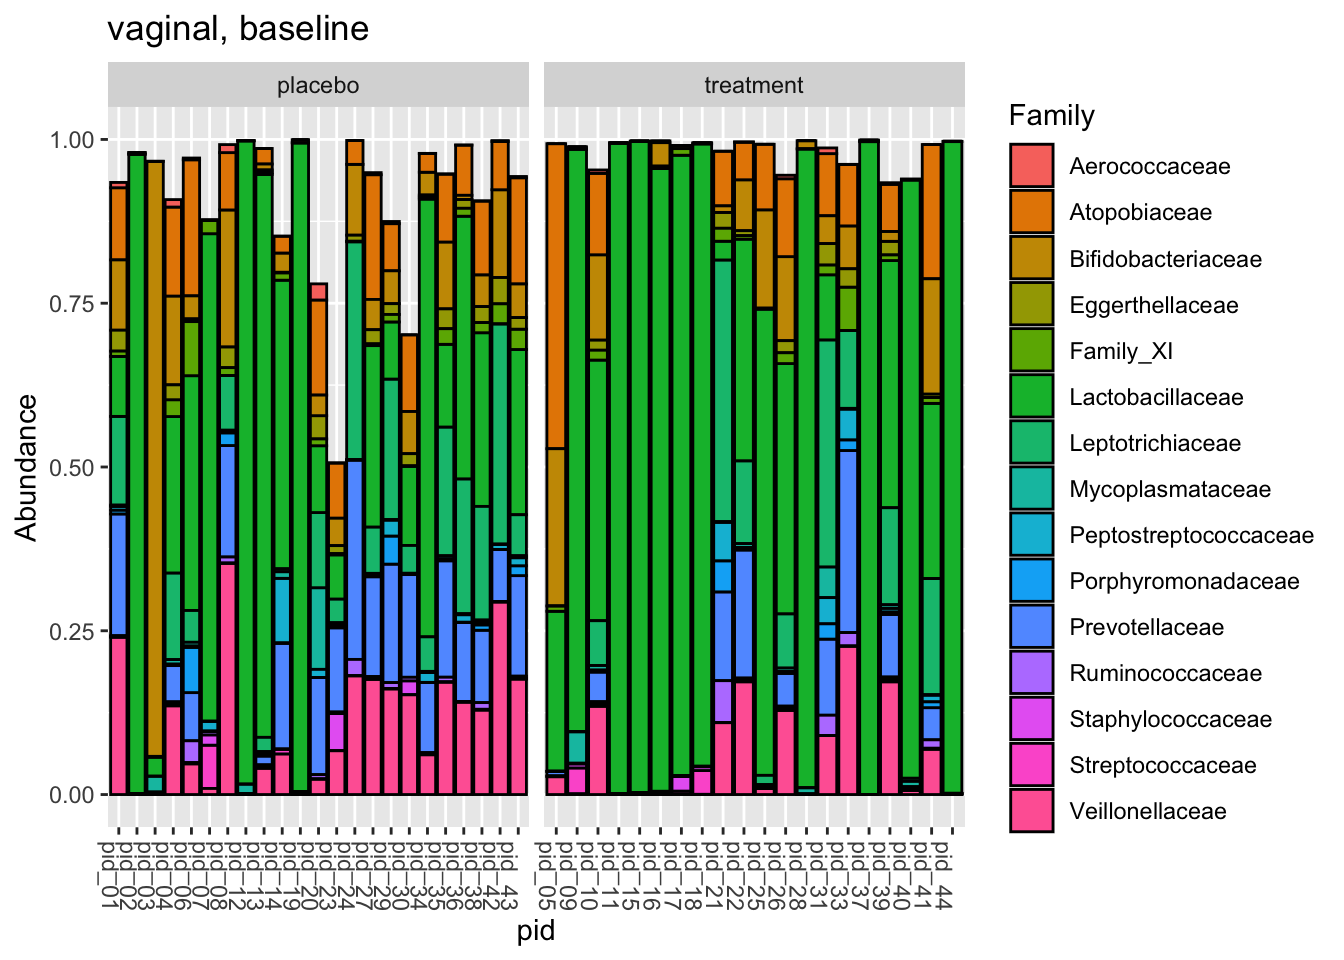 vaginal, baseline
placebo
treatment
Abundance
1.00
0.75
0.50
0.25
0.00
pid_01
pid_02
pid_03
pid_04
pid_06
pid_07
pid_08
pid_12
pid_13
pid_14
pid_19
pid_20
pid_23
pid_24
pid_27
pid_29
pid_30
pid_34
pid_35
pid_36
pid_38
pid_42
pid_43
pid_05
pid_09
pid_10
pid_11
pid_15
pid_16
pid_17
pid_18
pid_21
pid_22
pid_25
pid_26
pid_28
pid_31
pid_33
pid_37
pid_39
pid_40
pid_41
pid_44
pid
Family
Aerococcaceae
Atopobiaceae
Bifidobacteriaceae
Eggerthellaceae
Family_XI
Lactobacillaceae
Leptotrichiaceae
Mycoplasmataceae
Peptostreptococcaceae
Porphyromonadaceae
Prevotellaceae
Ruminococcaceae
Staphylococcaceae
Streptococcaceae
Veillonellaceae